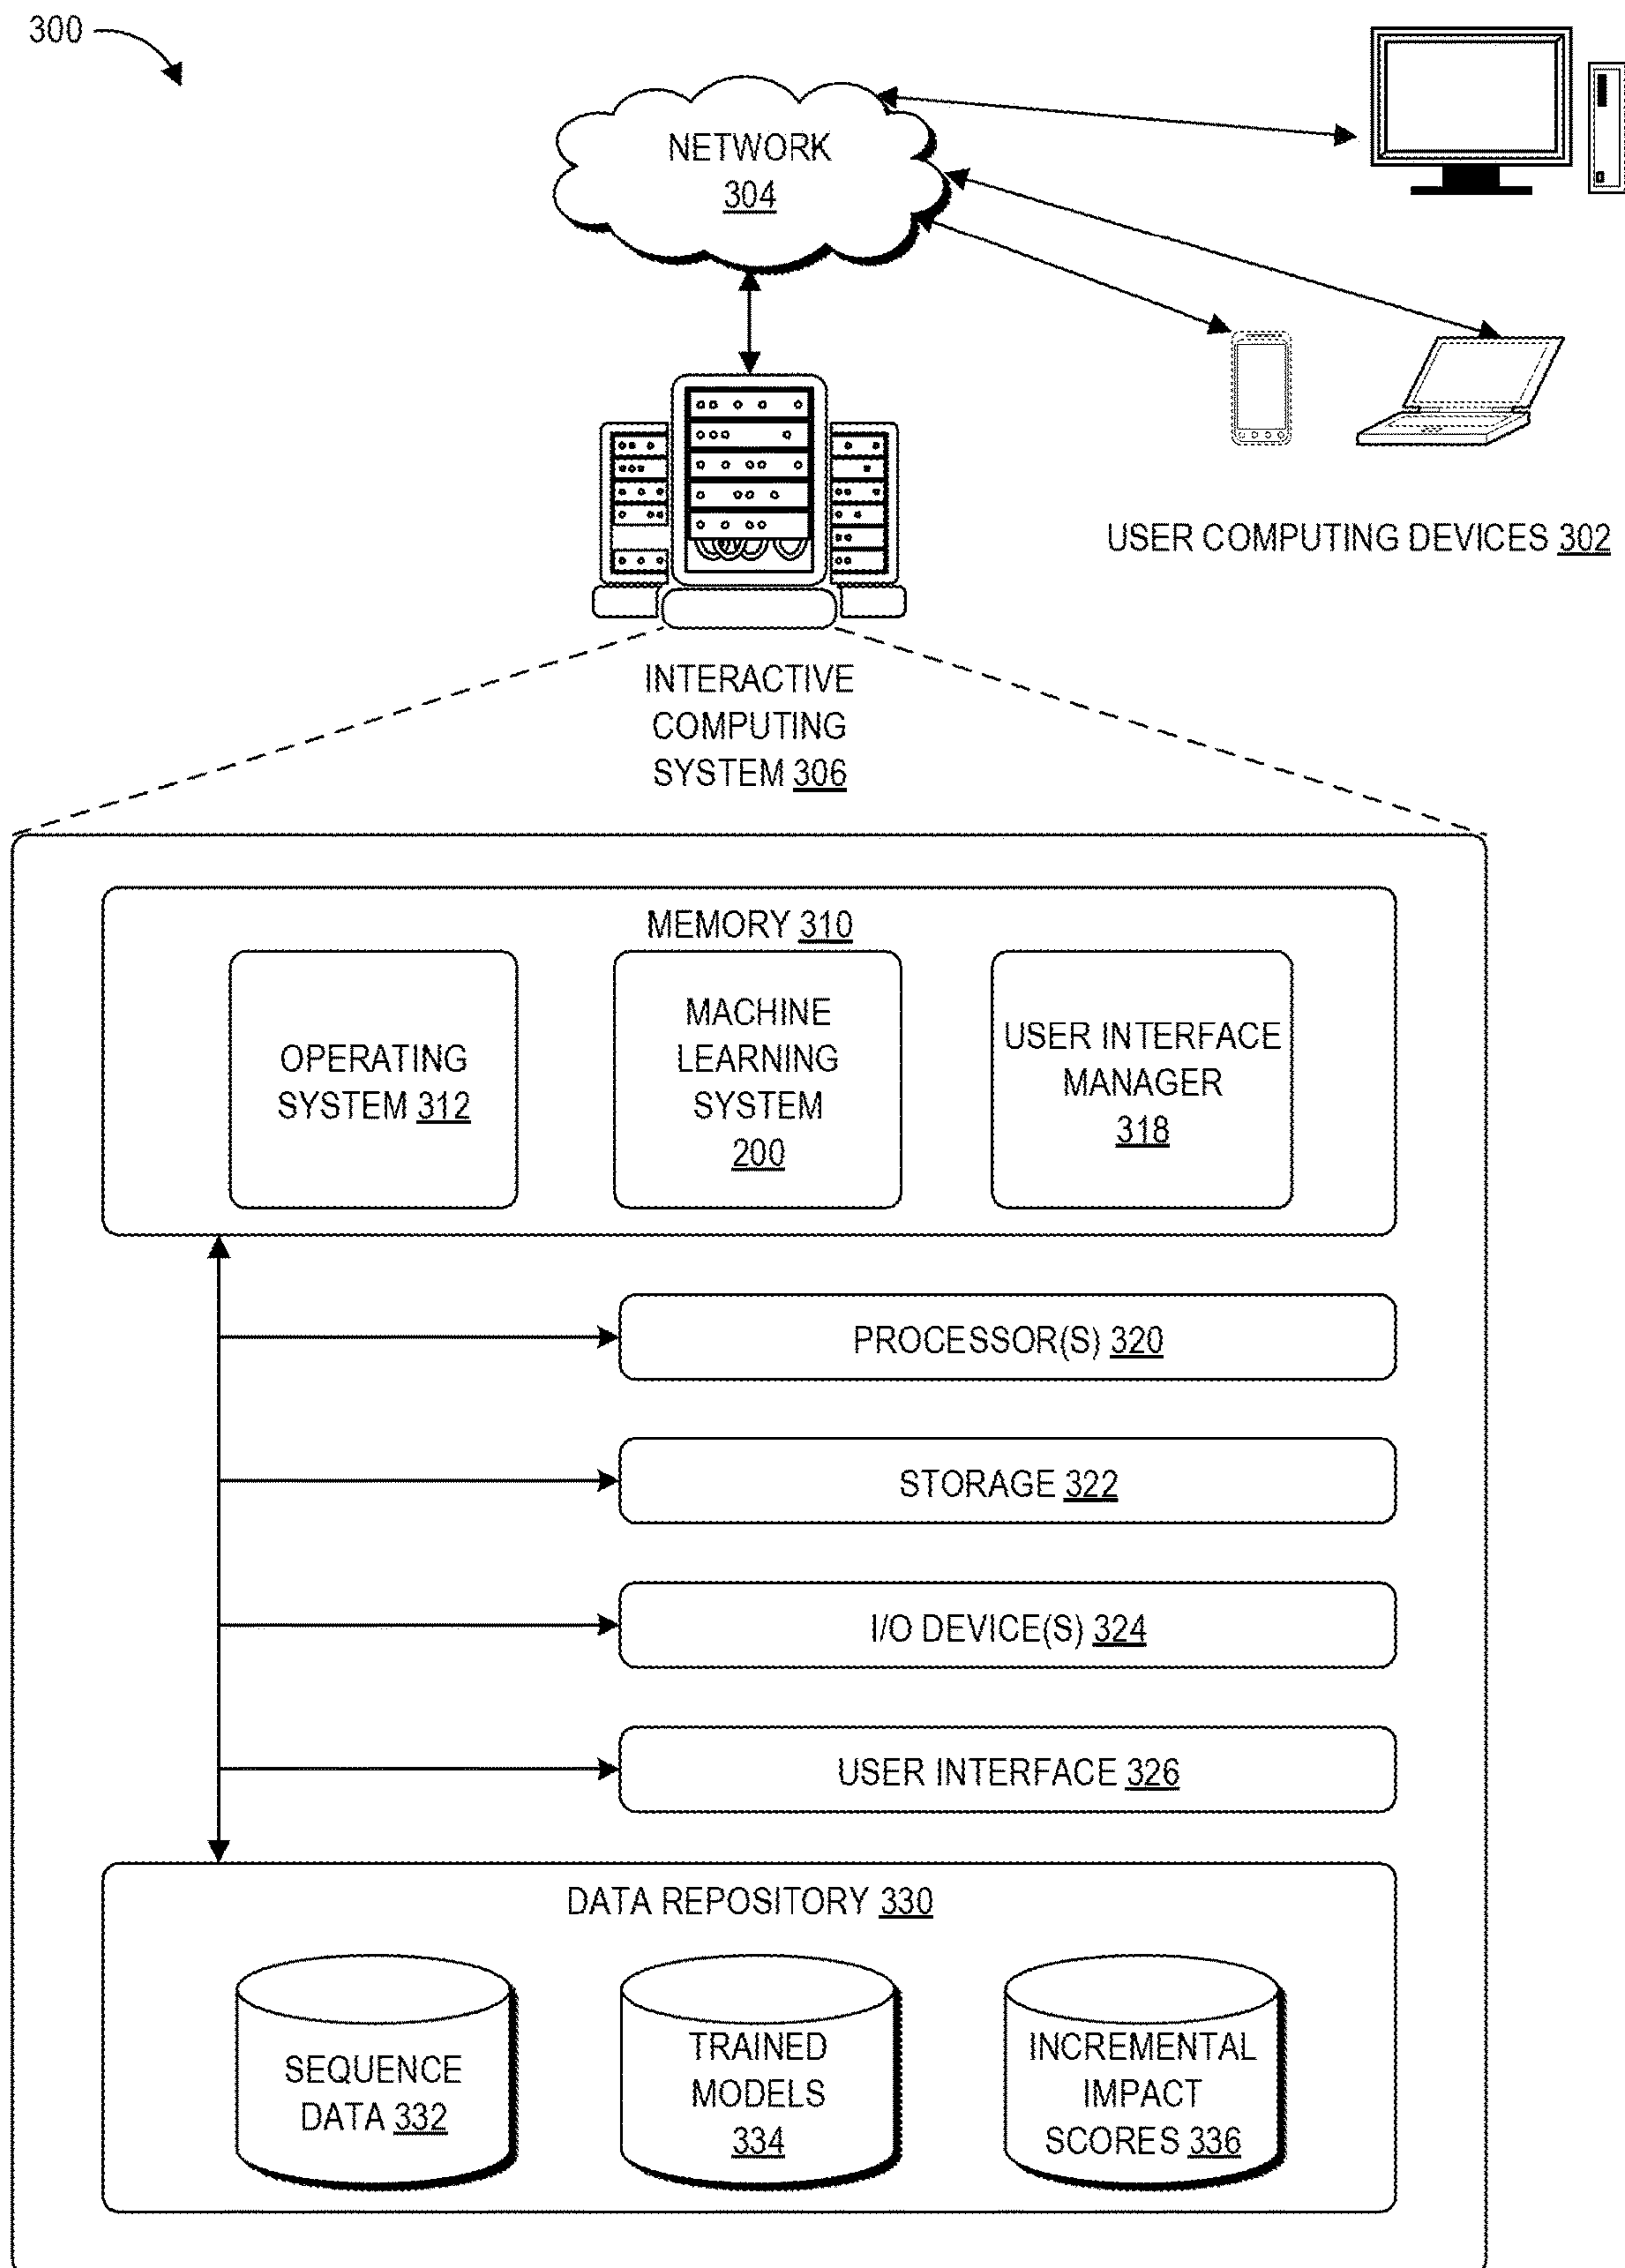 300
NETWORK
304
USER COMPUTING DEVICES 302
INTERACTIVE
COMPUTING
SYSTEM 306
MEMORY 310
OPERATING
SYSTEM 312
MACHINE
LEARNING
SYSTEM
200
USER INTERFACE
MANAGER
318
PROCESSOR(S) 320
STORAGE 322
I/O DEVICE(S) 324
USER INTERFACE 326
DATA REPOSITORY 330
SEQUENCE
DATA 332
TRAINED
MODELS
334
INCREMENTAL
IMPACT
SCORES 336